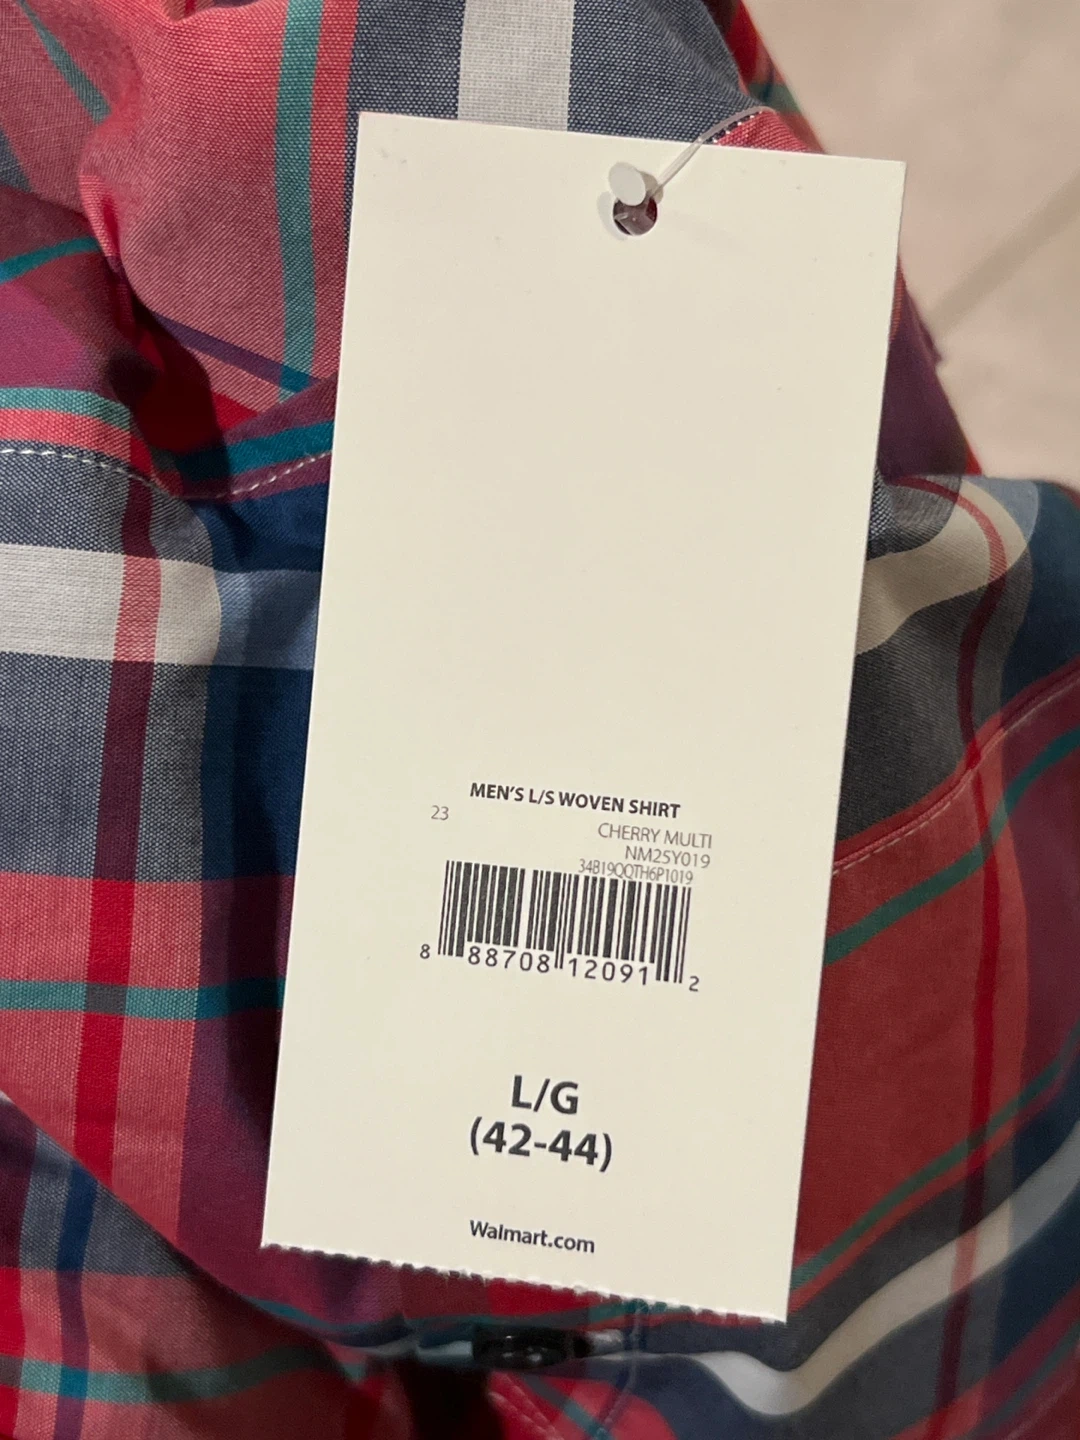 MEN'S L/S WOVEN SHIRT
23
CHERRY MULTI
NM25Y019
34B19QQTH6P1019
8 88708 12091 2
L/G
(42-44)
Walmart.com